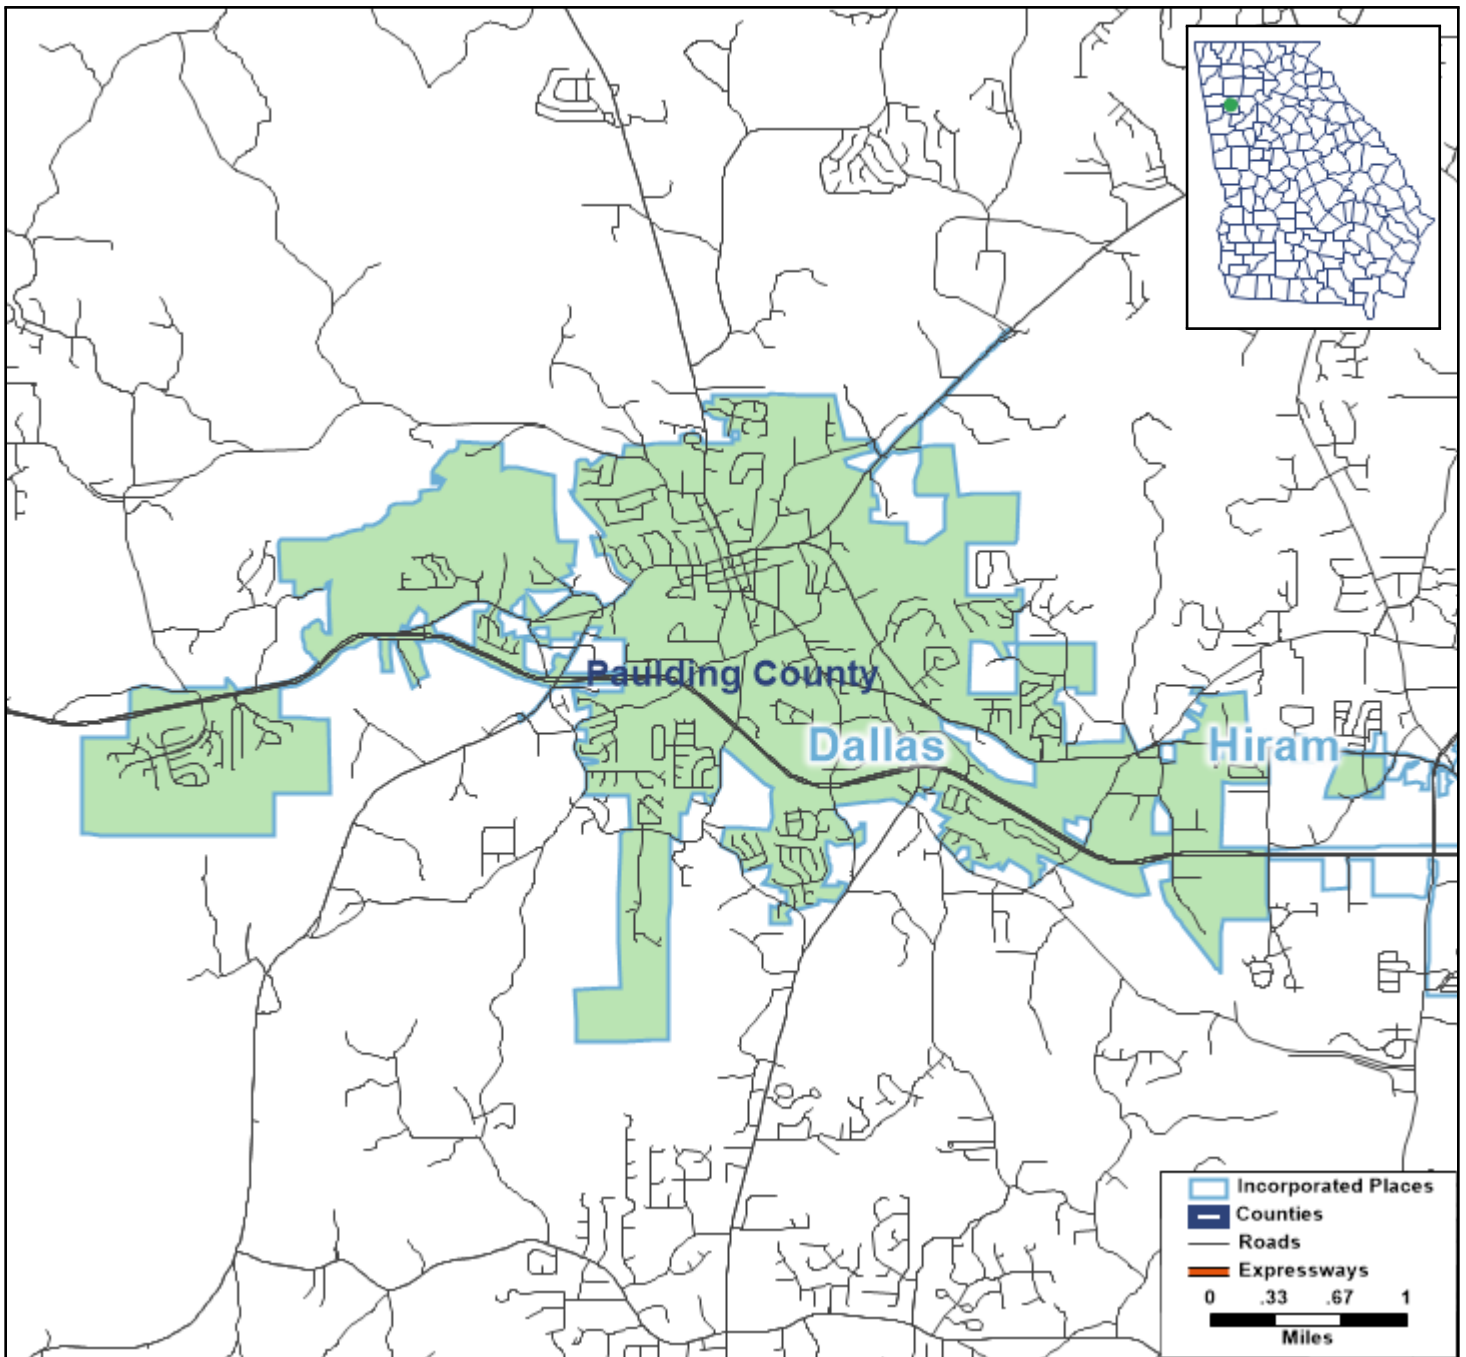 Paulding County
Dallas
Hiram
Incorporated Places
Counties
Roads
Expressways
0 .33 .67 1
Miles